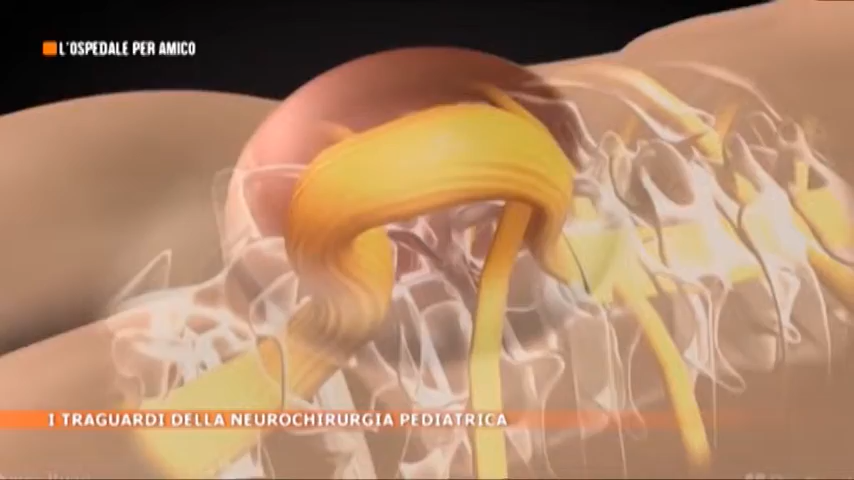 L'OSPEDALE PER AMICO
I TRAGUARDI DELLA NEUROCHIRURGIA PEDIATRICA